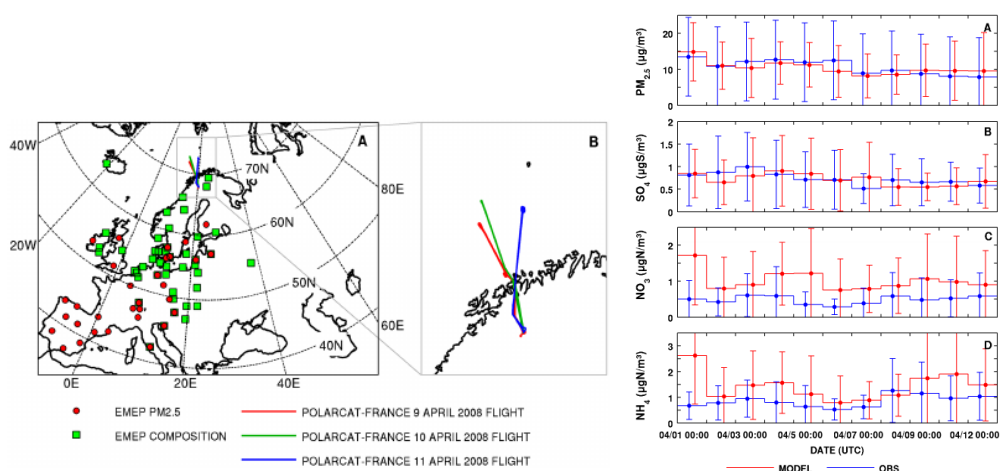 A
B
40W
20W
70N
60N
50N
40N
80E
60E
0E
20E
40E
EMEP PM2.5
EMEP COMPOSITION
POLARCAT-FRANCE 9 APRIL 2008 FLIGHT
POLARCAT-FRANCE 10 APRIL 2008 FLIGHT
POLARCAT-FRANCE 11 APRIL 2008 FLIGHT
A
PM2.5 (µg/m³)
20
10
0
B
SO4 (µgS/m³)
2
1.5
1
0.5
0
C
NO3 (µgN/m³)
2
1
0
D
NH4 (µgN/m³)
3
2
1
0
04/01 00:00 04/03 00:00 04/5 00:00 04/07 00:00 04/09 00:00 04/12 00:00
DATE (UTC)
MODEL OBS